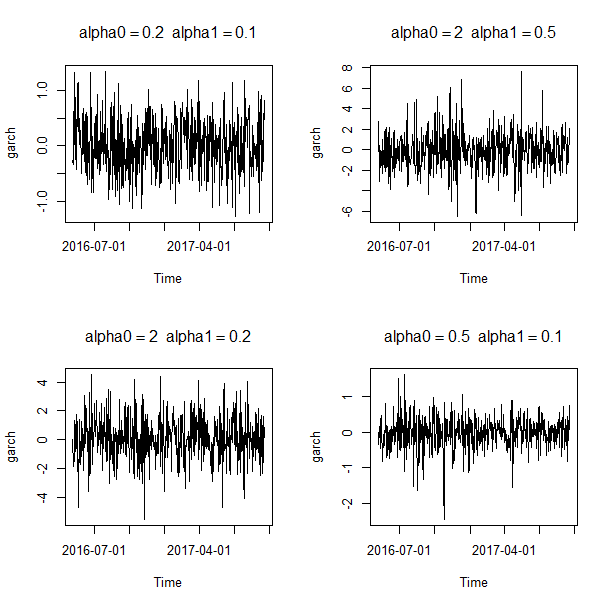 alpha0 = 0.2 alpha1 = 0.1
garch
1.0
0.0
-1.0
2016-07-01 2017-04-01
Time
alpha0 = 2 alpha1 = 0.5
garch
8
6
4
2
0
-2
-6
2016-07-01 2017-04-01
Time
alpha0 = 2 alpha1 = 0.2
garch
4
2
0
-2
-4
2016-07-01 2017-04-01
Time
alpha0 = 0.5 alpha1 = 0.1
garch
1
0
-1
-2
2016-07-01 2017-04-01
Time